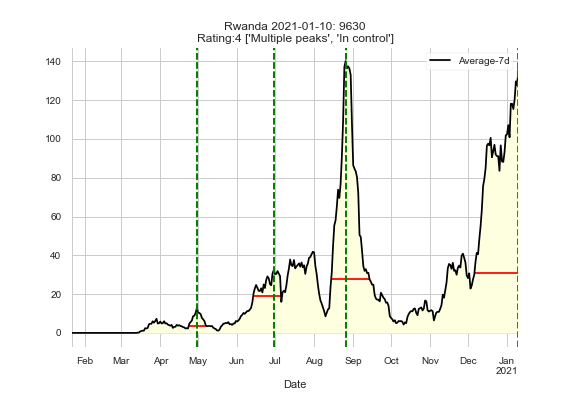 Rwanda 2021-01-10: 9630
Rating:4 ['Multiple peaks', 'In control']
Average-7d
140
120
100
80
60
40
20
0
Feb Mar Apr May Jun Jul Aug Sep Oct Nov Dec Jan
2021
Date